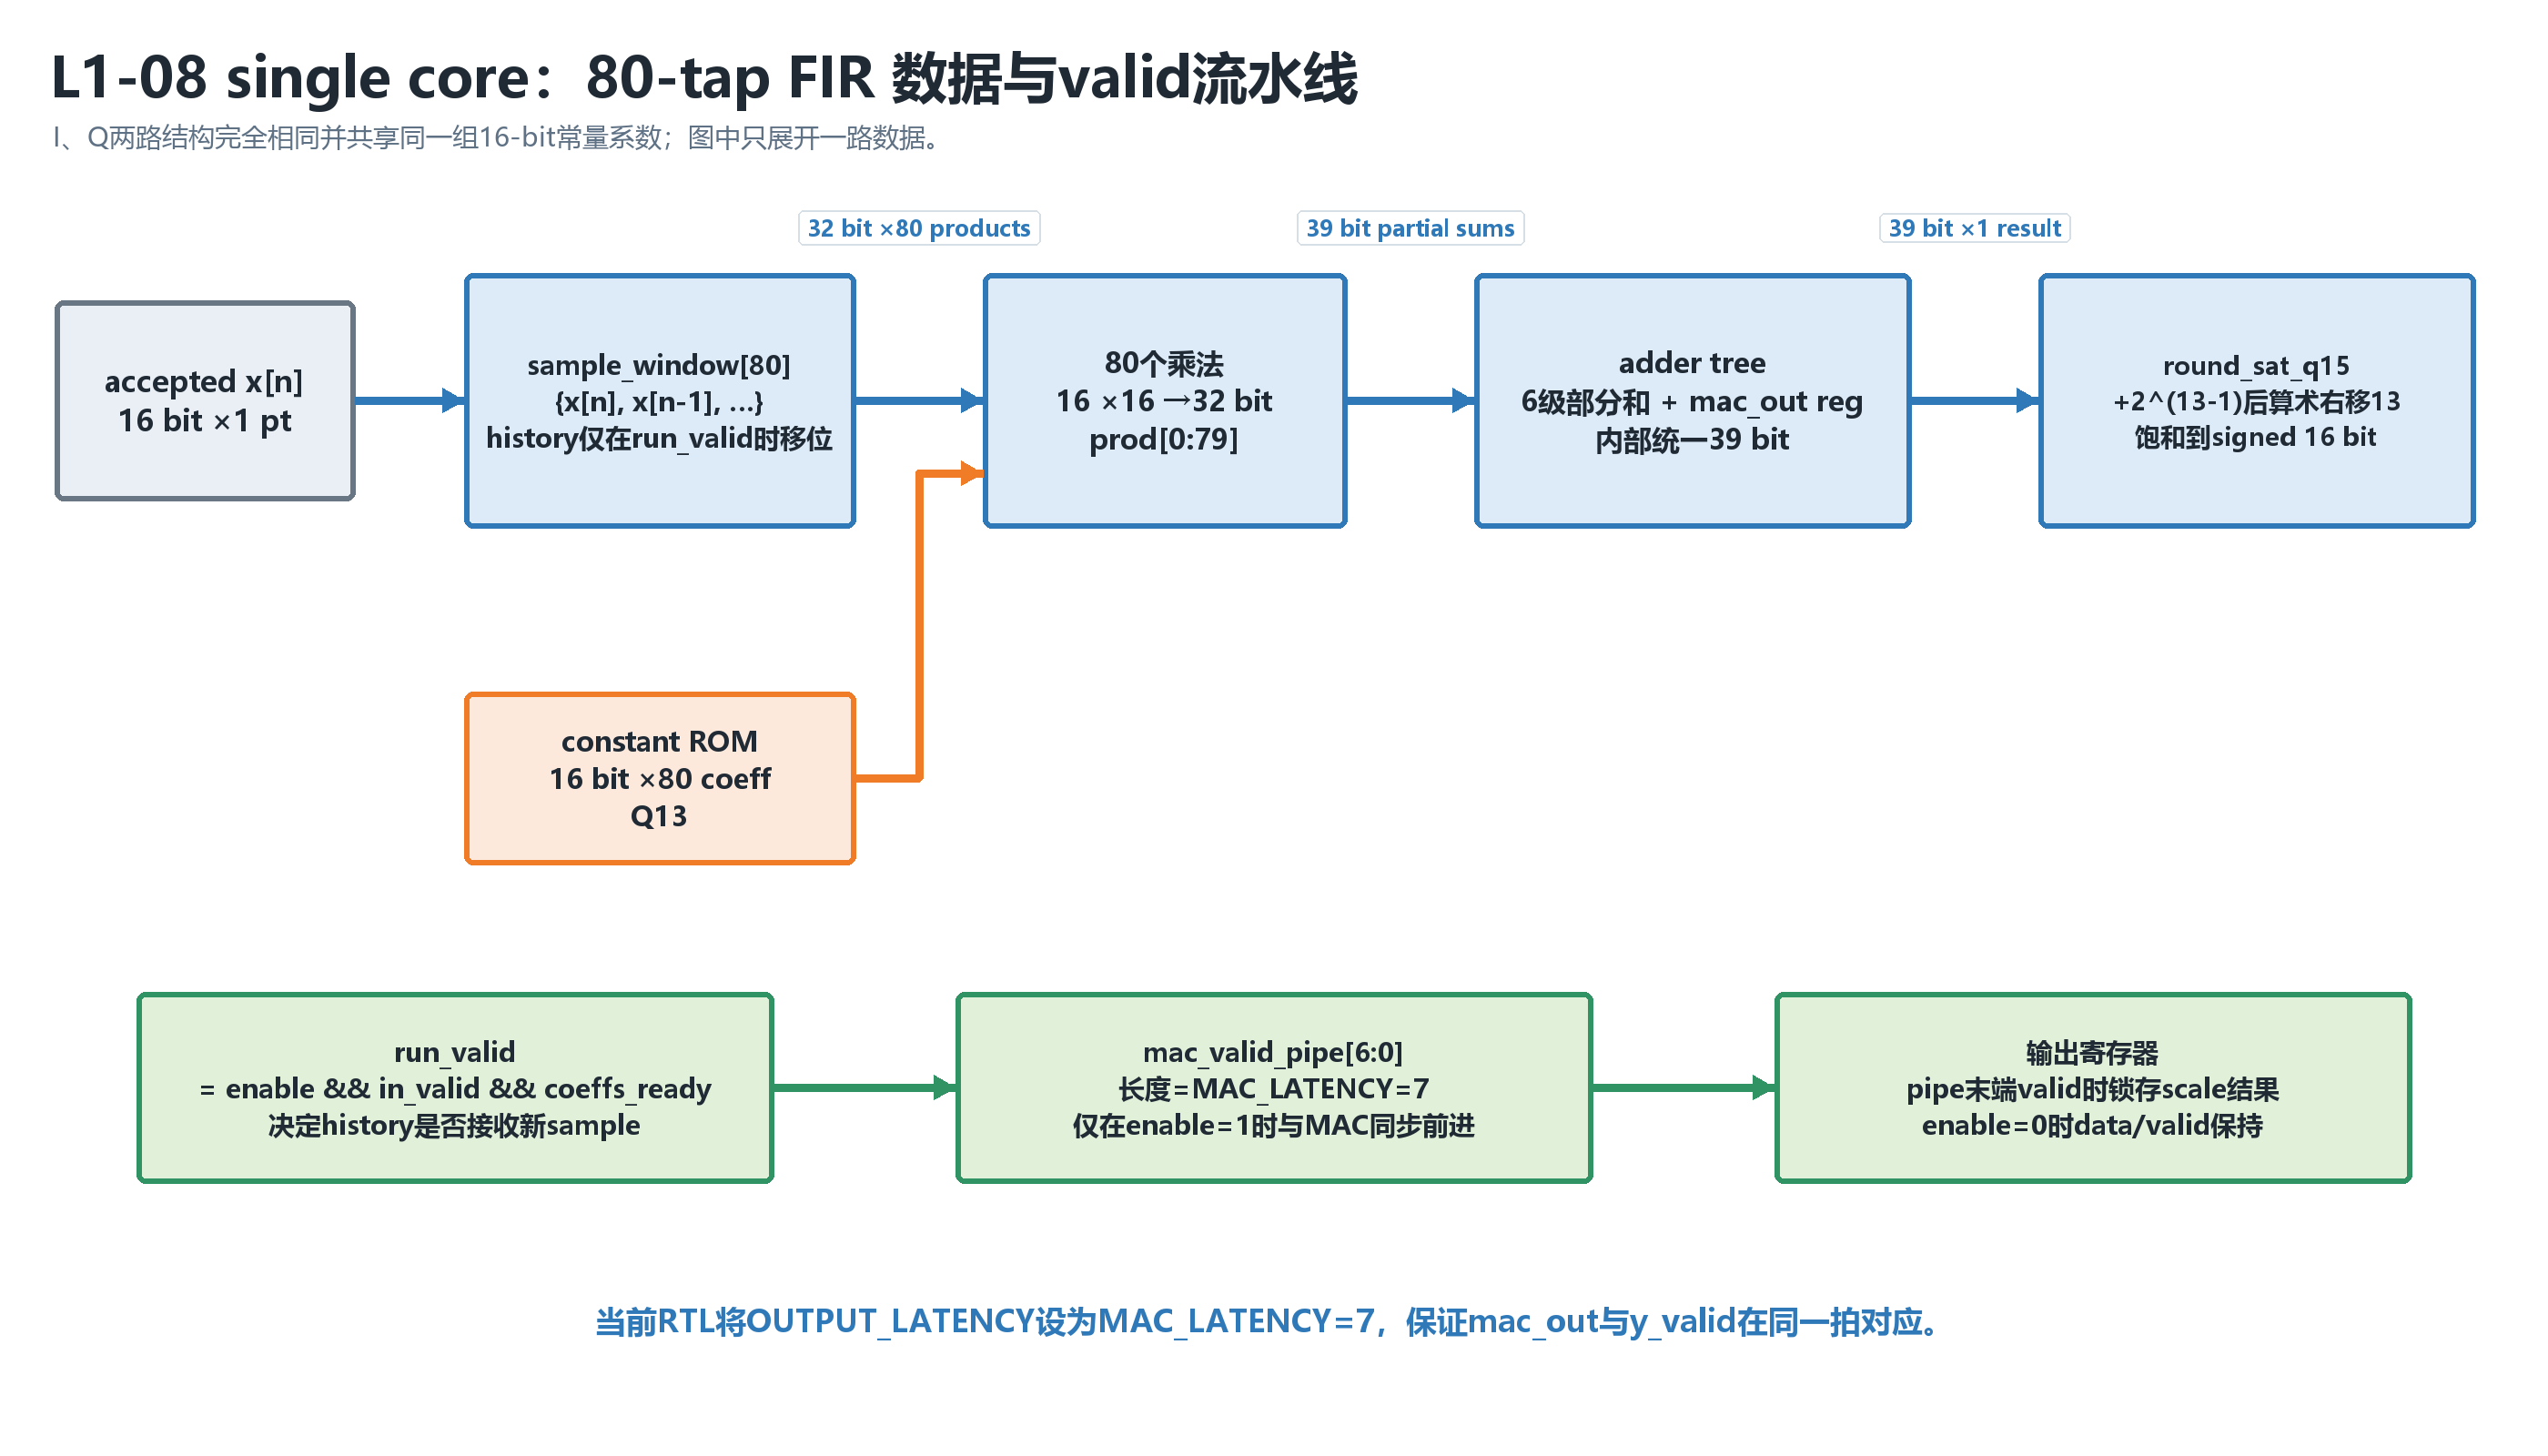 L1-08 single core：80-tap FIR 数据与valid流水线
I、Q两路结构完全相同并共享同一组16-bit常量系数；图中只展开一路数据。
32 bit ×80 products
39 bit partial sums
39 bit ×1 result
accepted x[n]
16 bit ×1 pt
sample_window[80]
{x[n], x[n-1], ...}
history仅在run_valid时移位
80个乘法
16 ×16 →32 bit
prod[0:79]
adder tree
6级部分和 + mac_out reg
内部统一39 bit
round_sat_q15
+2^(13-1)后算术右移13
饱和到signed 16 bit
constant ROM
16 bit ×80 coeff
Q13
run_valid
= enable && in_valid && coeffs_ready
决定history是否接收新sample
mac_valid_pipe[6:0]
长度=MAC_LATENCY=7
仅在enable=1时与MAC同步前进
输出寄存器
pipe末端valid时锁存scale结果
enable=0时data/valid保持
当前RTL将OUTPUT_LATENCY设为MAC_LATENCY=7，保证mac_out与y_valid在同一拍对应。